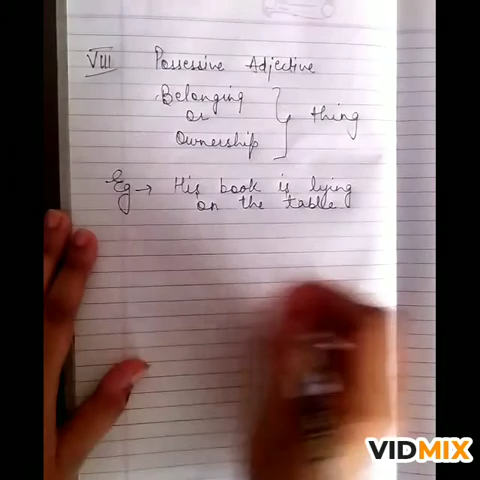 VIII Possessive Adjective
Belonging
or
Ownership
thing
Eg → His book is lying
on the table
VIDMIX